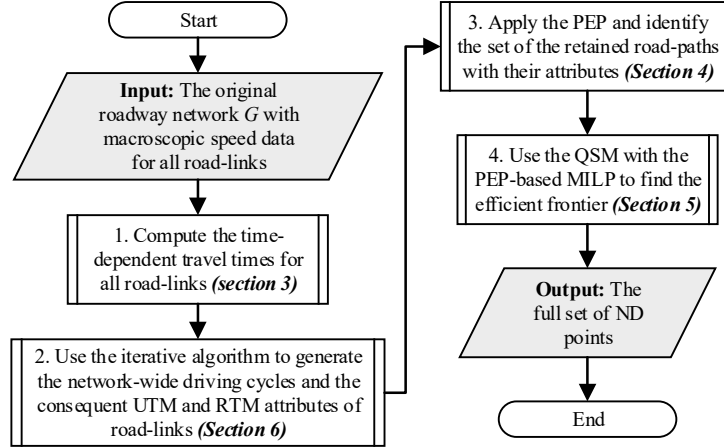 Start
Input: The
original
roadway network G with
macroscopic speed data
for all road-links
1. Compute the time-
dependent travel times for
all road-links (section 3)
2. Use the iterative algorithm to generate
the network-wide driving cycles and the
consequent UTM and RTM attributes of
road-links (Section 6)
3. Apply the PEP and identify
the set of the retained road-paths
with their attributes (Section 4)
4. Use the QSM with the
PEP-based MILP to find the
efficient frontier (Section 5)
Output: The
full set of ND
points
End